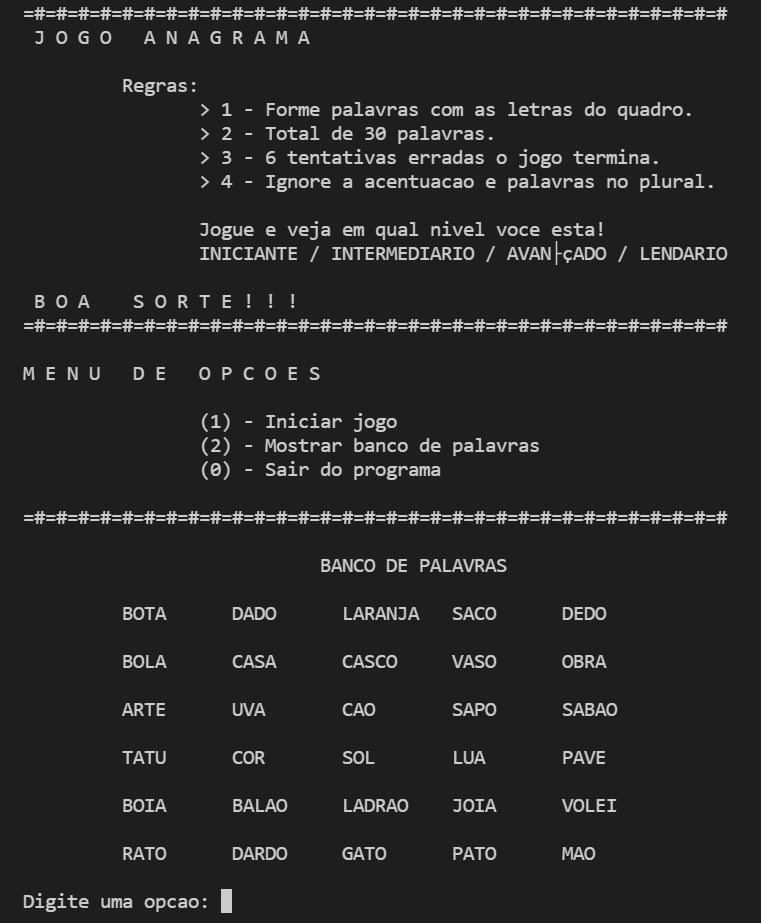 =#=#=#=#=#=#=#=#=#=#=#=#=#=#=#=#=#=#=#=#=#=#=#=#=#=#=#=#=#=#=#=#
J O G O   A N A G R A M A
Regras:
> 1 - Forme palavras com as letras do quadro.
> 2 - Total de 30 palavras.
> 3 - 6 tentativas erradas o jogo termina.
> 4 - Ignore a acentuacao e palavras no plural.
Jogue e veja em qual nivel voce esta!
INICIANTE / INTERMEDIARIO / AVAN├çADO / LENDARIO
B O A   S O R T E ! ! !
=#=#=#=#=#=#=#=#=#=#=#=#=#=#=#=#=#=#=#=#=#=#=#=#=#=#=#=#=#=#=#=#
M E N U   D E   O P C O E S
(1) - Iniciar jogo
(2) - Mostrar banco de palavras
(0) - Sair do programa
=#=#=#=#=#=#=#=#=#=#=#=#=#=#=#=#=#=#=#=#=#=#=#=#=#=#=#=#=#=#=#=#
BANCO DE PALAVRAS
BOTA DADO LARANJA SACO DEDO
BOLA CASA CASCO VASO OBRA
ARTE UVA CAO SAPO SABAO
TATU COR SOL LUA PAVE
BOIA BALAO LADRAO JOIA VOLEI
RATO DARDO GATO PATO MAO
Digite uma opcao: